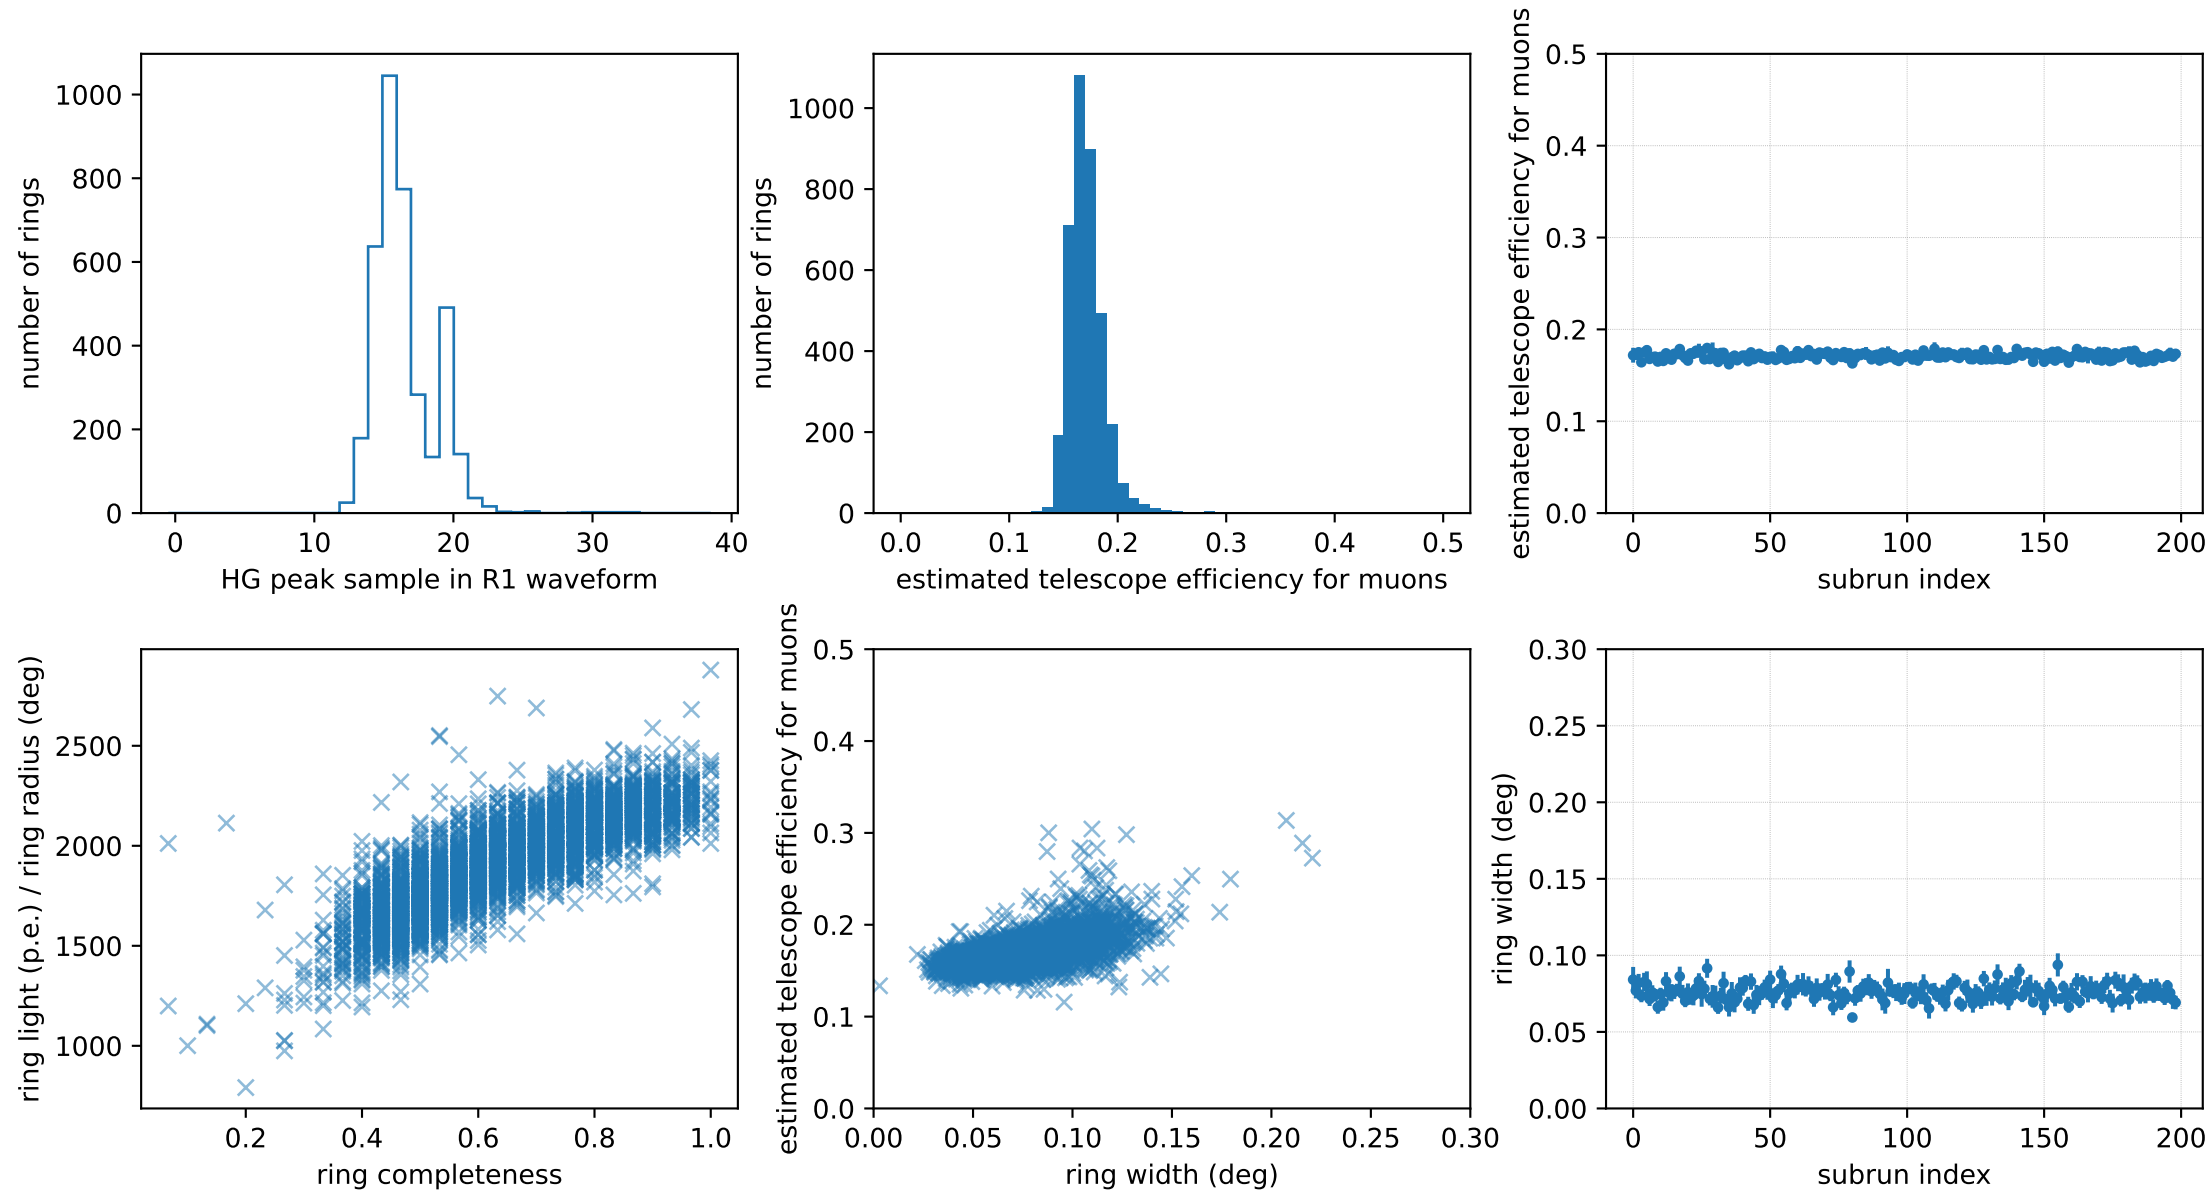 number of rings
1000
800
600
400
200
0
0 10 20 30 40
HG peak sample in R1 waveform
number of rings
1000
800
600
400
200
0
0.0 0.1 0.2 0.3 0.4 0.5
estimated telescope efficiency for muons
estimated telescope efficiency for muons
0.5
0.4
0.3
0.2
0.1
0.0
0 50 100 150 200
subrun index
ring light (p.e.) / ring radius (deg)
2500
2000
1500
1000
0.2 0.4 0.6 0.8 1.0
ring completeness
estimated telescope efficiency for muons
0.5
0.4
0.3
0.2
0.1
0.0
0.00 0.05 0.10 0.15 0.20 0.25 0.30
ring width (deg)
ring width (deg)
0.30
0.25
0.20
0.15
0.10
0.05
0.00
0 50 100 150 200
subrun index